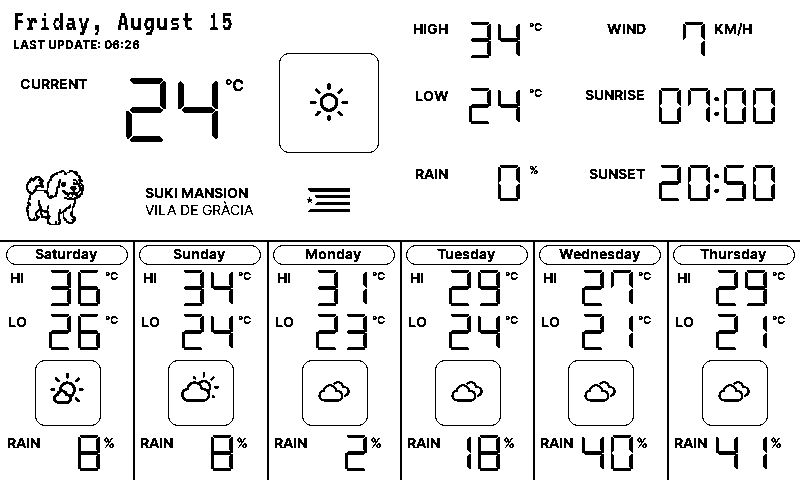 Friday, August 15
LAST UPDATE: 06:26
CURRENT 24°C
HIGH 34°C
LOW 24°C
RAIN 0%
WIND 7 KM/H
SUNRISE 07:00
SUNSET 20:50
SUKI MANSION
VILA DE GRÀCIA
Saturday
HI 36°C
LO 26°C
RAIN 8%
Sunday
HI 34°C
LO 24°C
RAIN 8%
Monday
HI 31°C
LO 23°C
RAIN 2%
Tuesday
HI 29°C
LO 24°C
RAIN 18%
Wednesday
HI 27°C
LO 21°C
RAIN 40%
Thursday
HI 29°C
LO 21°C
RAIN 41%